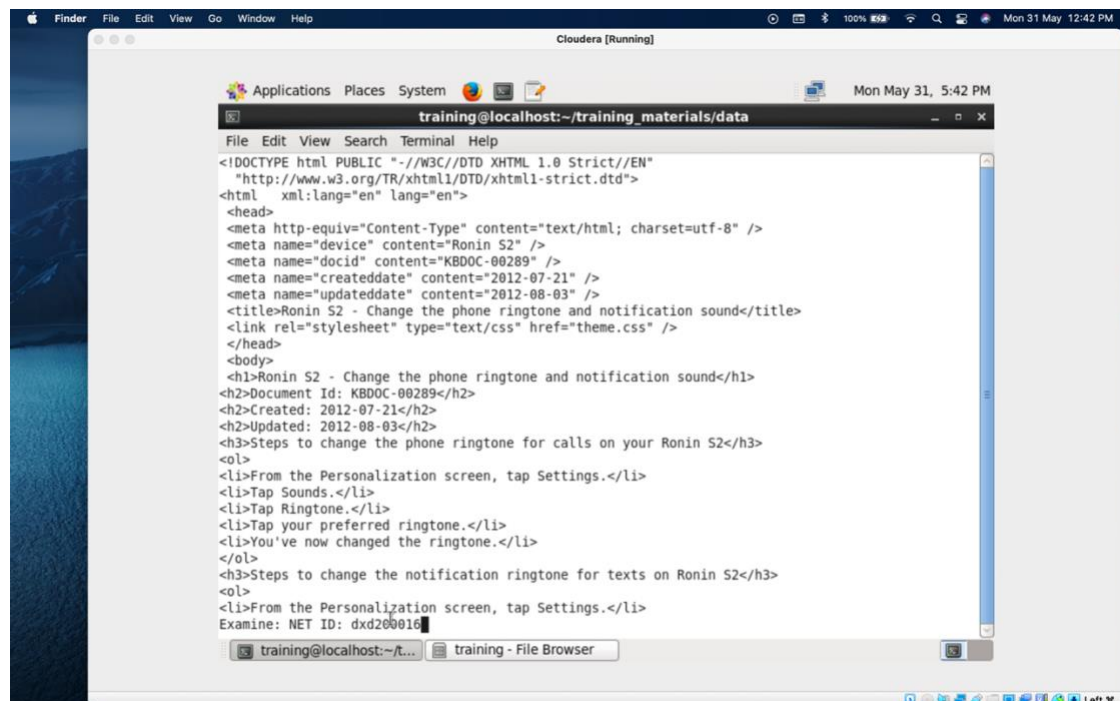 Finder File Edit View Go Window Help 100% Mon 31 May 12:42 PM
Cloudera [Running]
Applications Places System Mon May 31, 5:42 PM
training@localhost:~/training_materials/data
File Edit View Search Terminal Help
<!DOCTYPE html PUBLIC "-//W3C//DTD XHTML 1.0 Strict//EN"
"http://www.w3.org/TR/xhtml1/DTD/xhtml1-strict.dtd">
<html xml:lang="en" lang="en">
<head>
<meta http-equiv="Content-Type" content="text/html; charset=utf-8" />
<meta name="device" content="Ronin S2" />
<meta name="docid" content="KBDOC-00289" />
<meta name="createddate" content="2012-07-21" />
<meta name="updateddate" content="2012-08-03" />
<title>Ronin S2 - Change the phone ringtone and notification sound</title>
<link rel="stylesheet" type="text/css" href="theme.css" />
</head>
<body>
<h1>Ronin S2 - Change the phone ringtone and notification sound</h1>
<h2>Document Id: KBDOC-00289</h2>
<h2>Created: 2012-07-21</h2>
<h2>Updated: 2012-08-03</h2>
<h3>Steps to change the phone ringtone for calls on your Ronin S2</h3>
<ol>
<li>From the Personalization screen, tap Settings.</li>
<li>Tap Sounds.</li>
<li>Tap Ringtone.</li>
<li>Tap your preferred ringtone.</li>
<li>You've now changed the ringtone.</li>
</ol>
<h3>Steps to change the notification ringtone for texts on Ronin S2</h3>
<ol>
<li>From the Personalization screen, tap Settings.</li>
Examine: NET ID: dxd200016
training@localhost:~/t... training - File Browser
Left ⌘